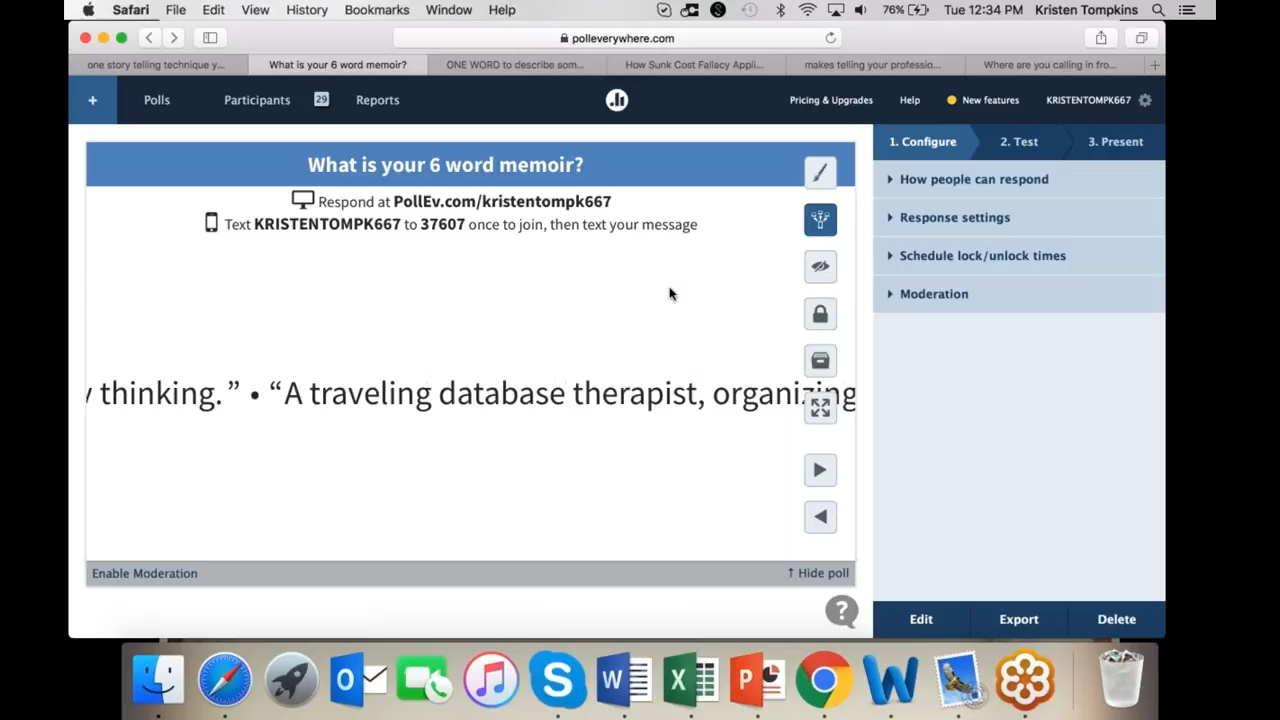 Safari File Edit View History Bookmarks Window Help 76% Tue 12:34 PM Kristen Tompkins
polleverywhere.com
one story telling technique y... What is your 6 word memoir? ONE WORD to describe som... How Sunk Cost Fallacy Appli... makes telling your professio... Where are you calling in fro... +
+ Polls Participants 29 Reports Pricing & Upgrades Help New features KRISTENTOMPK667
1. Configure 2. Test 3. Present
What is your 6 word memoir?
Respond at PollEv.com/kristentompk667
Text KRISTENTOMPK667 to 37607 once to join, then text your message
y thinking. ” • “A traveling database therapist, organizing
Enable Moderation ↑ Hide poll
?
How people can respond
Response settings
Schedule lock/unlock times
Moderation
Edit Export Delete
O W X P W